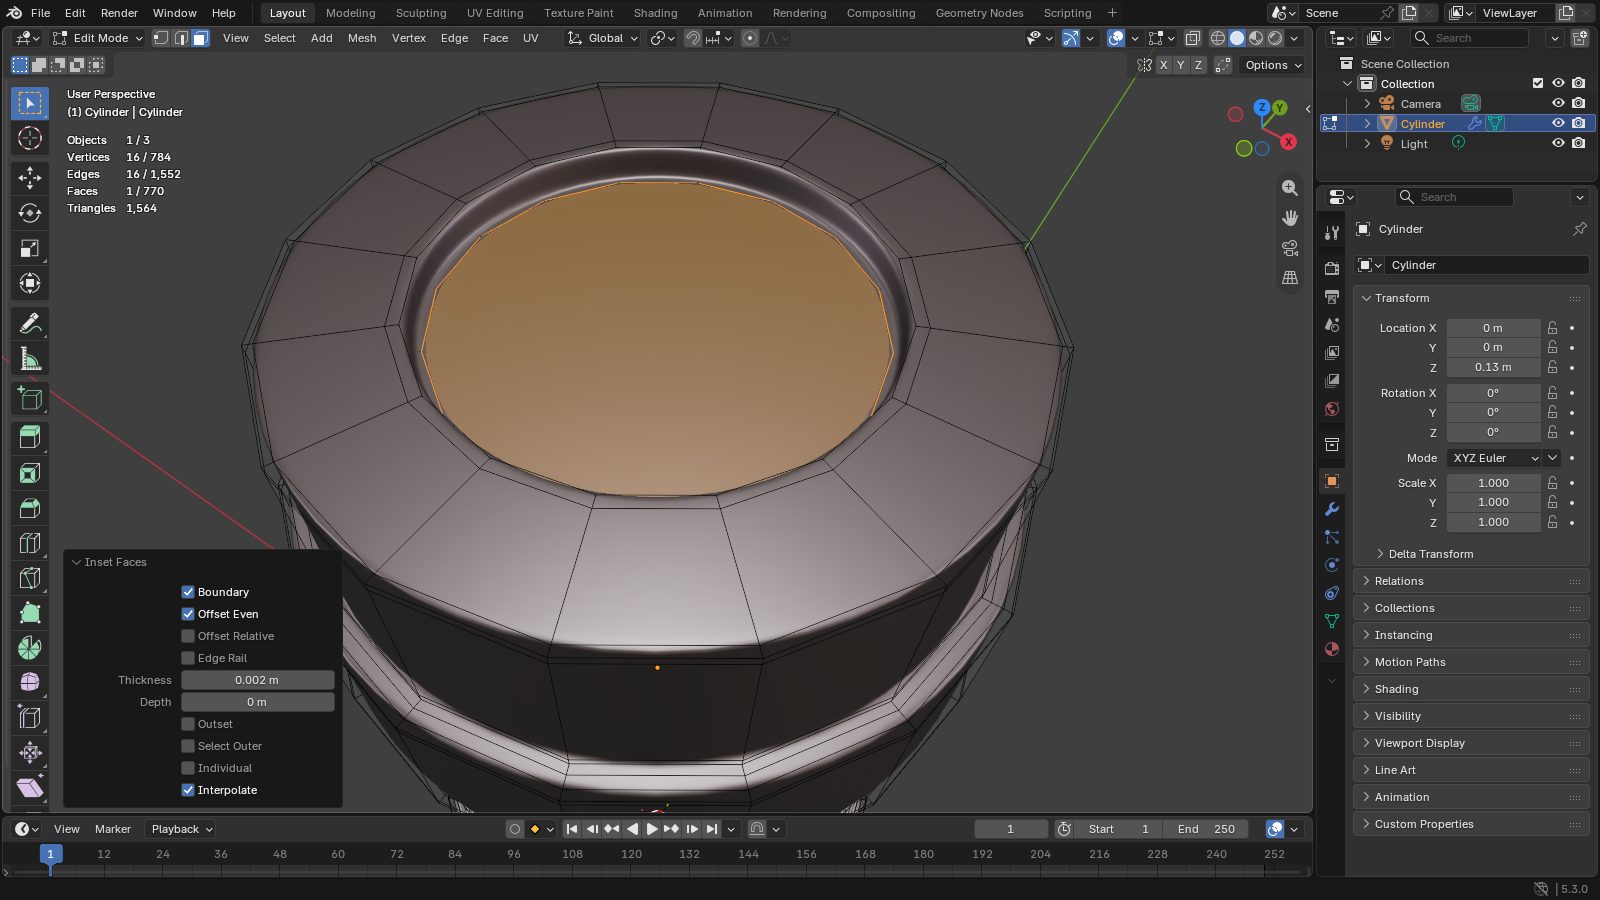 File Edit Render Window Help Layout Modeling Sculpting UV Editing Texture Paint Shading Animation Rendering Compositing Geometry Nodes Scripting + Scene ViewLayer
Edit Mode View Select Add Mesh Vertex Edge Face UV Global Search
X Y Z Options
Scene Collection
Collection
Camera
Cylinder
Light
User Perspective
(1) Cylinder | Cylinder
Objects 1 / 3
Vertices 16 / 784
Edges 16 / 1,552
Faces 1 / 770
Triangles 1,564
Z Y X
Search
Cylinder
Cylinder
Transform
Location X 0 m
Y 0 m
Z 0.13 m
Rotation X 0°
Y 0°
Z 0°
Mode XYZ Euler
Scale X 1.000
Y 1.000
Z 1.000
Delta Transform
Relations
Collections
Instancing
Motion Paths
Shading
Visibility
Viewport Display
Line Art
Animation
Custom Properties
Inset Faces
Boundary
Offset Even
Offset Relative
Edge Rail
Thickness 0.002 m
Depth 0 m
Outset
Select Outer
Individual
Interpolate
View Marker Playback 1 Start 1 End 250
1 12 24 36 48 60 72 84 96 108 120 132 144 156 168 180 192 204 216 228 240 252
5.3.0